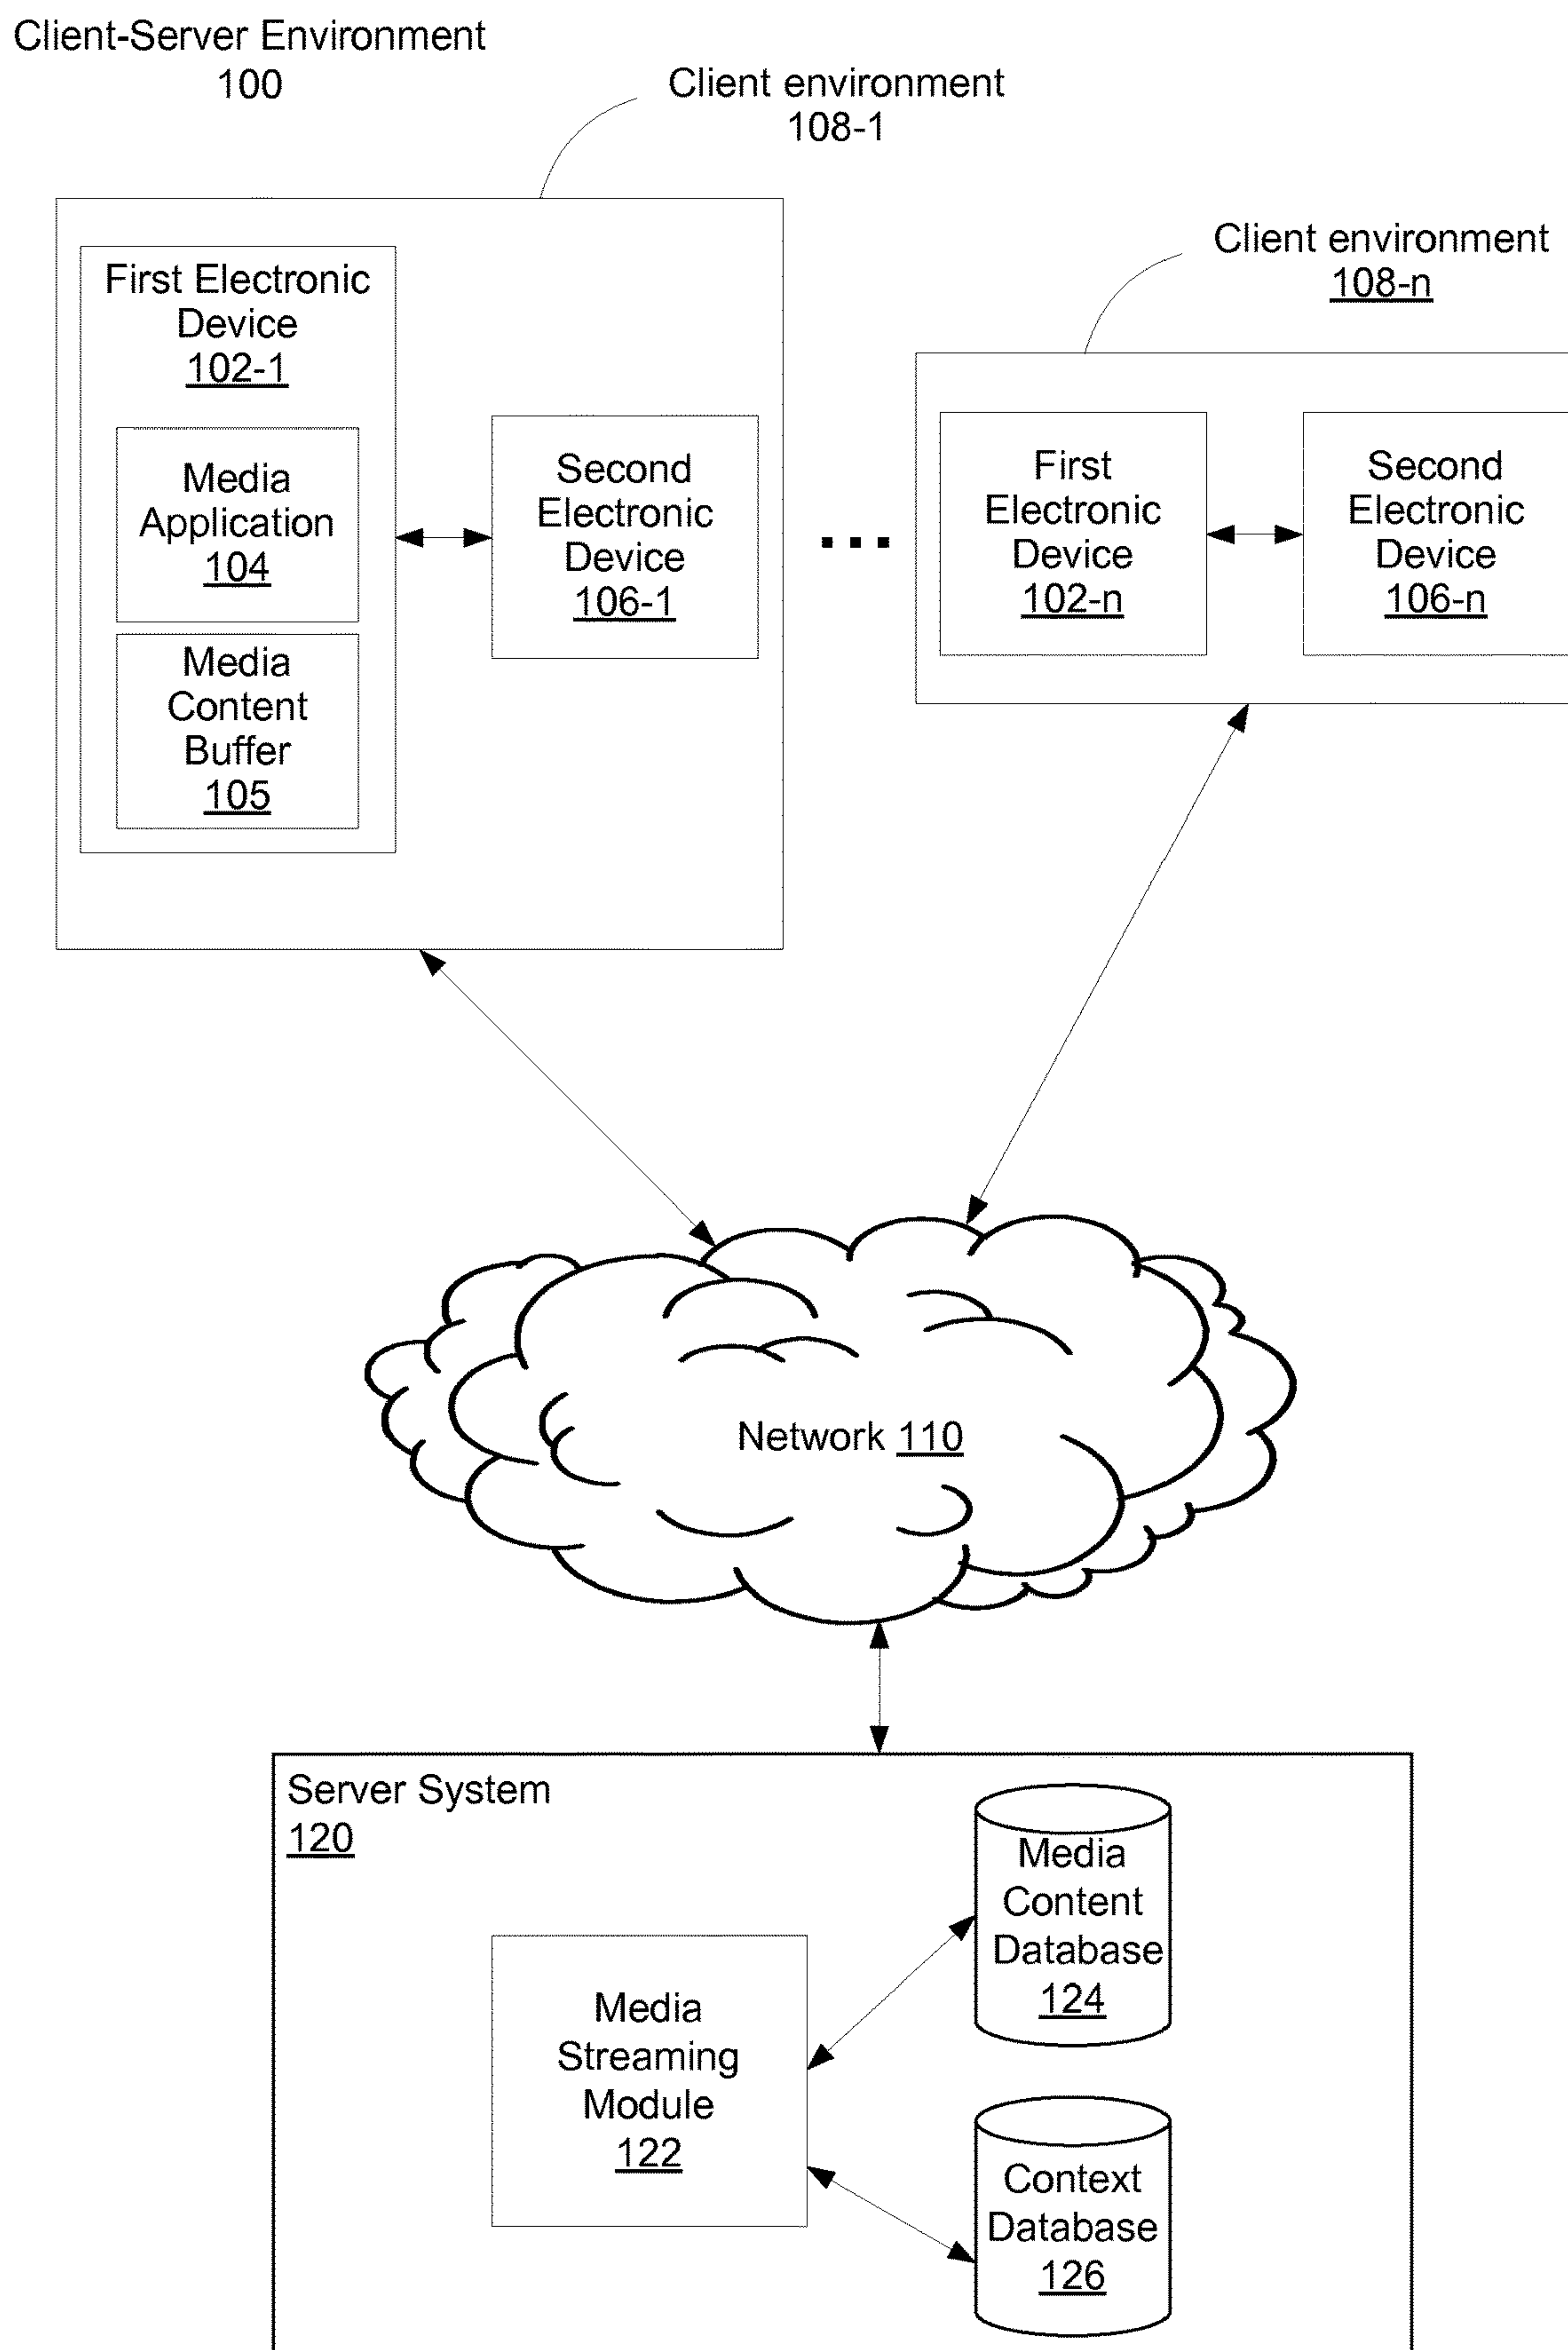 Client-Server Environment
100
Client environment
108-1
Client environment
108-n
First Electronic
Device
102-1
Media
Application
104
Media
Content
Buffer
105
Second
Electronic
Device
106-1
First
Electronic
Device
102-n
Second
Electronic
Device
106-n
Network 110
Server System
120
Media
Streaming
Module
122
Media
Content
Database
124
Context
Database
126